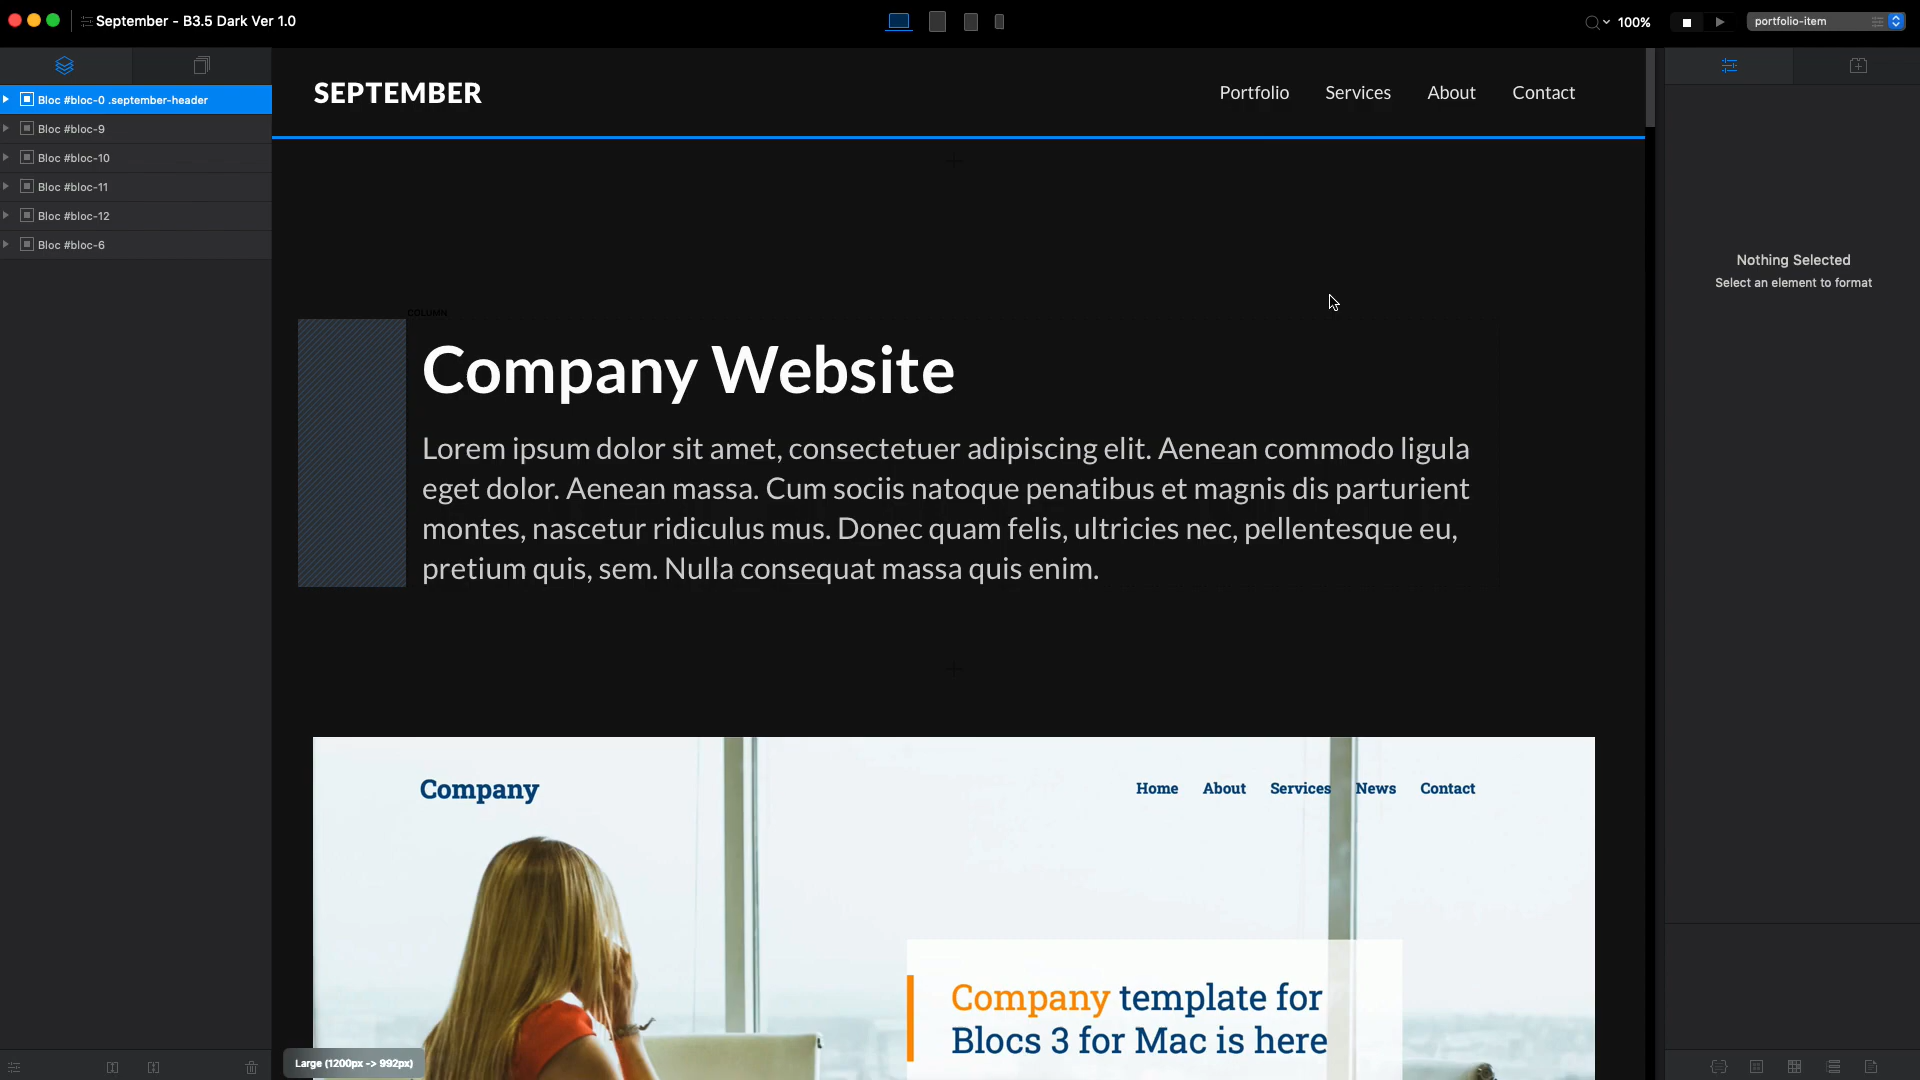 September - B3.5 Dark Ver 1.0
100%
portfolio-item
Bloc #bloc-0 .september-header
Bloc #bloc-9
Bloc #bloc-10
Bloc #bloc-11
Bloc #bloc-12
Bloc #bloc-6
SEPTEMBER
Portfolio Services About Contact
Nothing Selected
Select an element to format
COLUMN
Company Website
Lorem ipsum dolor sit amet, consectetuer adipiscing elit. Aenean commodo ligula
eget dolor. Aenean massa. Cum sociis natoque penatibus et magnis dis parturient
montes, nascetur ridiculus mus. Donec quam felis, ultricies nec, pellentesque eu,
pretium quis, sem. Nulla consequat massa quis enim.
Company
Home About Services News Contact
Company template for
Blocs 3 for Mac is here
Large (1200px -> 992px)